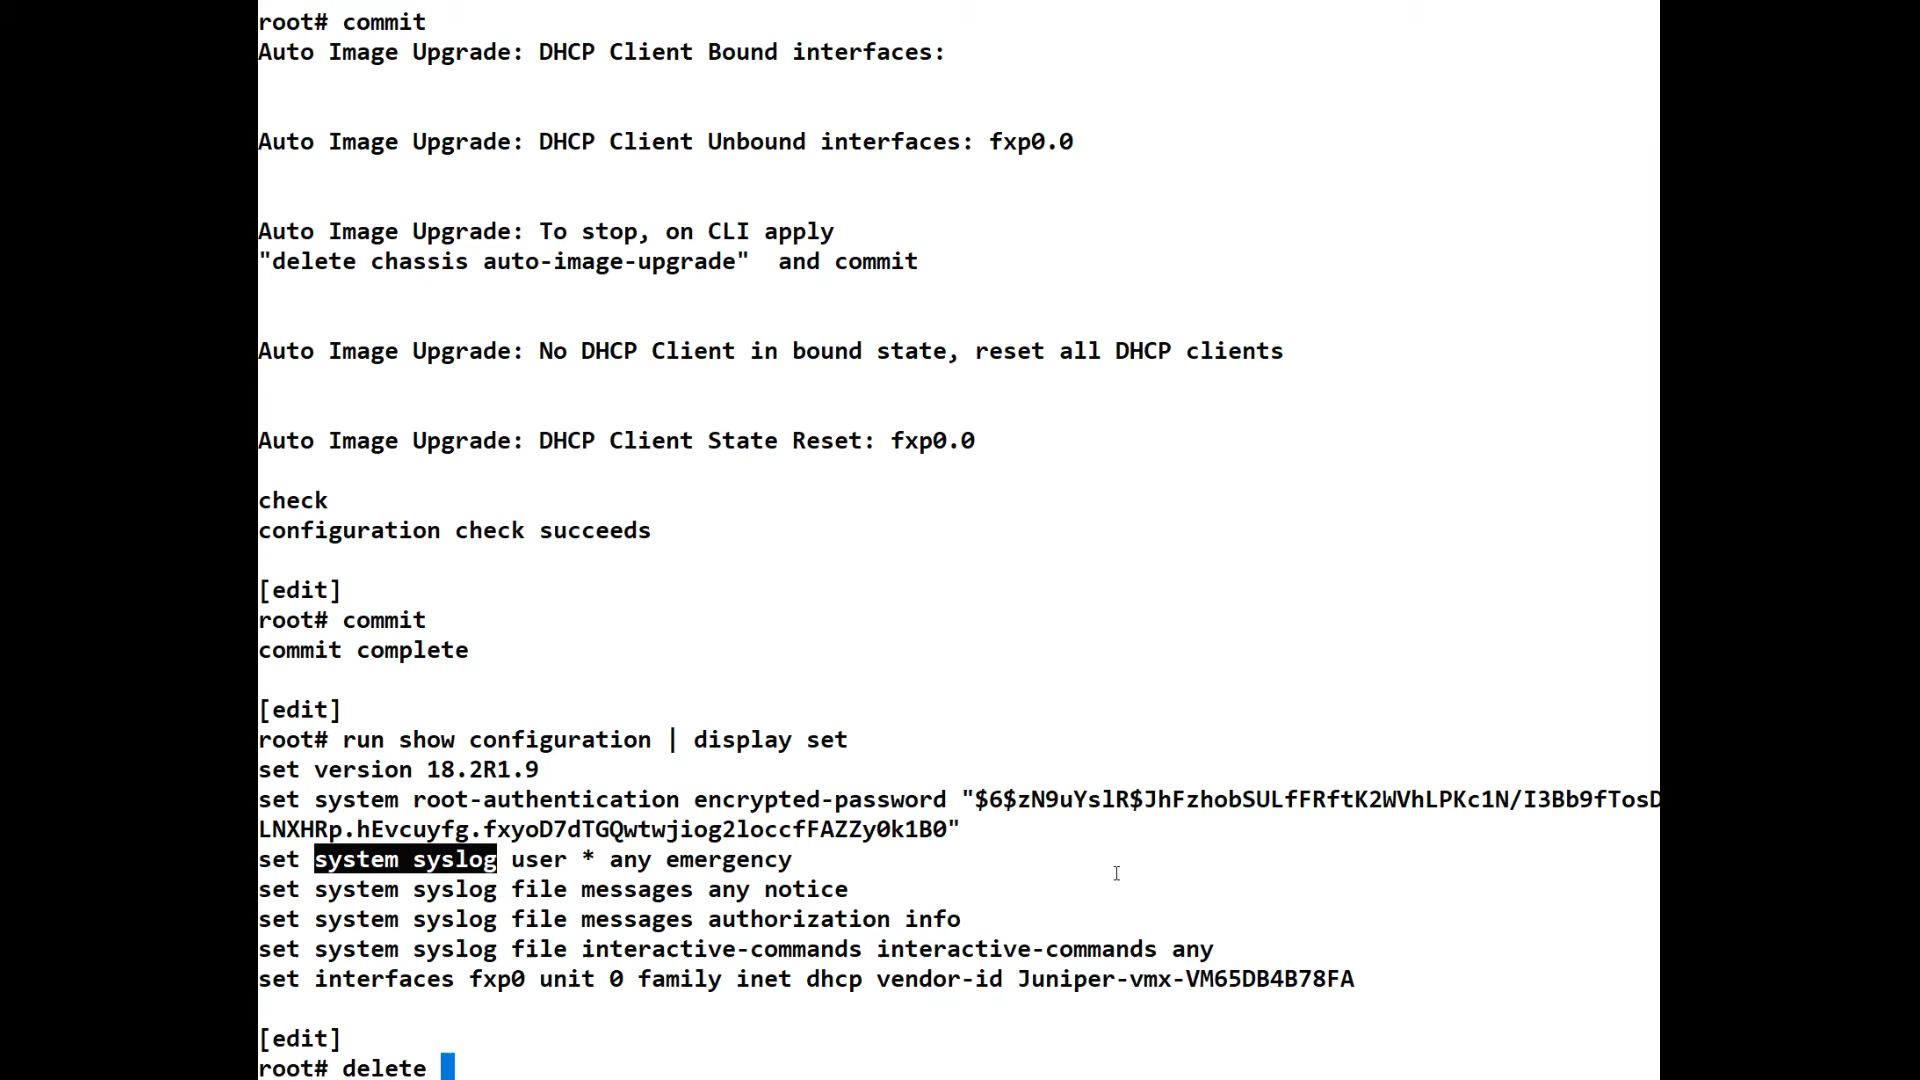 root# commit
Auto Image Upgrade: DHCP Client Bound interfaces:
Auto Image Upgrade: DHCP Client Unbound interfaces: fxp0.0
Auto Image Upgrade: To stop, on CLI apply
"delete chassis auto-image-upgrade"  and commit
Auto Image Upgrade: No DHCP Client in bound state, reset all DHCP clients
Auto Image Upgrade: DHCP Client State Reset: fxp0.0
check
configuration check succeeds
[edit]
root# commit
commit complete
[edit]
root# run show configuration | display set
set version 18.2R1.9
set system root-authentication encrypted-password "$6$zN9uYslR$JhFzhobSULfFRftK2WVhLPKc1N/I3Bb9fTosD
LNXHRp.hEvcuyfg.fxyoD7dTGQwtwjiog2loccfFAZZy0k1B0"
set system syslog user * any emergency
set system syslog file messages any notice
set system syslog file messages authorization info
set system syslog file interactive-commands interactive-commands any
set interfaces fxp0 unit 0 family inet dhcp vendor-id Juniper-vmx-VM65DB4B78FA
[edit]
root# delete